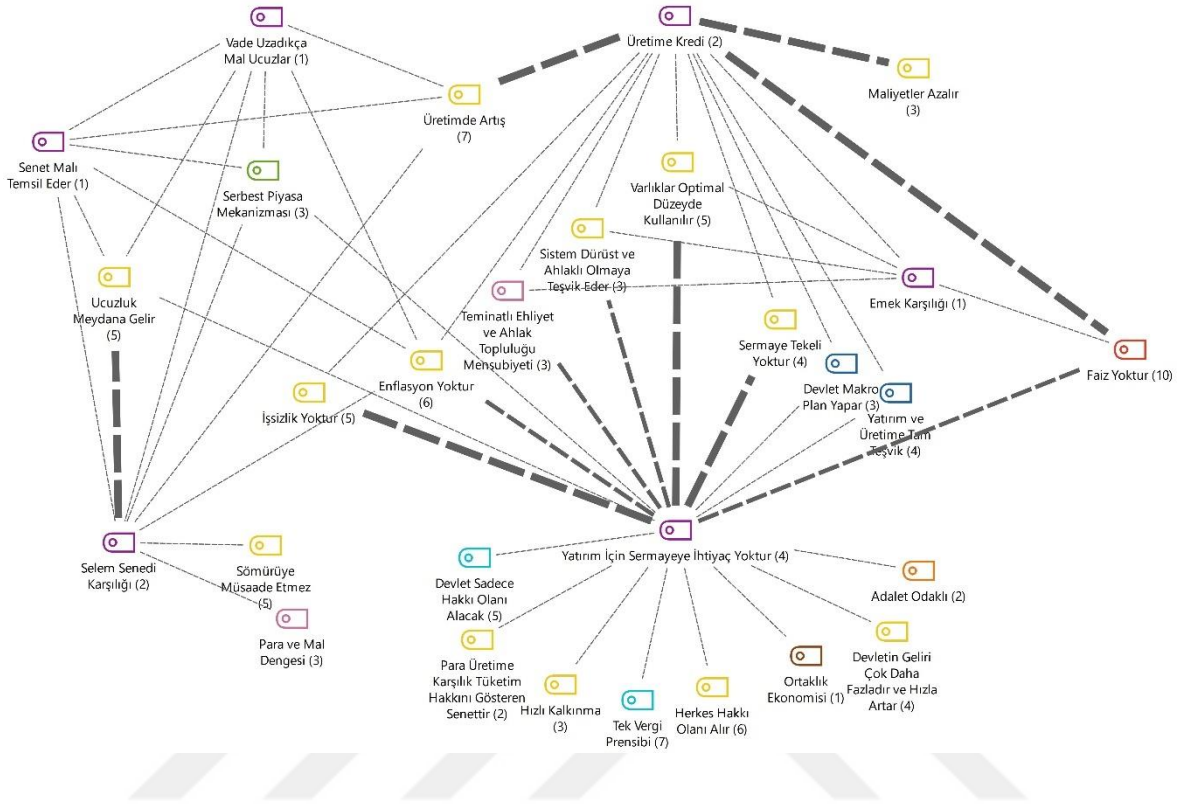 Vade Uzadıkça
Mal Ucuzlar (1)
Üretime Kredi (2)
Maliyetler Azalır
(3)
Üretimde Artış
(7)
Senet Malı
Temsil Eder (1)
Serbest Piyasa
Mekanizması (3)
Varlıklar Optimal
Düzeyde
Kullanılır (5)
Sistem Dürüst ve
Ahlaklı Olmaya
Teşvik Eder (3)
Emek Karşılığı (1)
Ucuzluk
Meydana Gelir
(5)
Teminatlı Ehliyet
ve Ahlak
Topluluğu
Mensubiyeti (3)
Sermaye Tekeli
Yoktur (4)
Faiz Yoktur (10)
Enflasyon Yoktur
(6)
Devlet Makro
Plan Yapar (3)
İşsizlik Yoktur (5)
Yatırım ve
Üretime Tam
Teşvik (4)
Selem Senedi
Karşılığı (2)
Sömürüye
Müsaade Etmez
(5)
Para ve Mal
Dengesi (3)
Yatırım İçin Sermayeye İhtiyaç Yoktur (4)
Devlet Sadece
Hakkı Olanı
Alacak (5)
Adalet Odaklı (2)
Para Üretime
Karşılık Tüketim
Hakkını Gösteren
Senettir (2)
Hızlı Kalkınma
(3)
Tek Vergi
Prensibi (7)
Herkes Hakkı
Olanı Alır (6)
Ortaklık
Ekonomisi (1)
Devletin Geliri
Çok Daha
Fazladır ve Hızla
Artar (4)